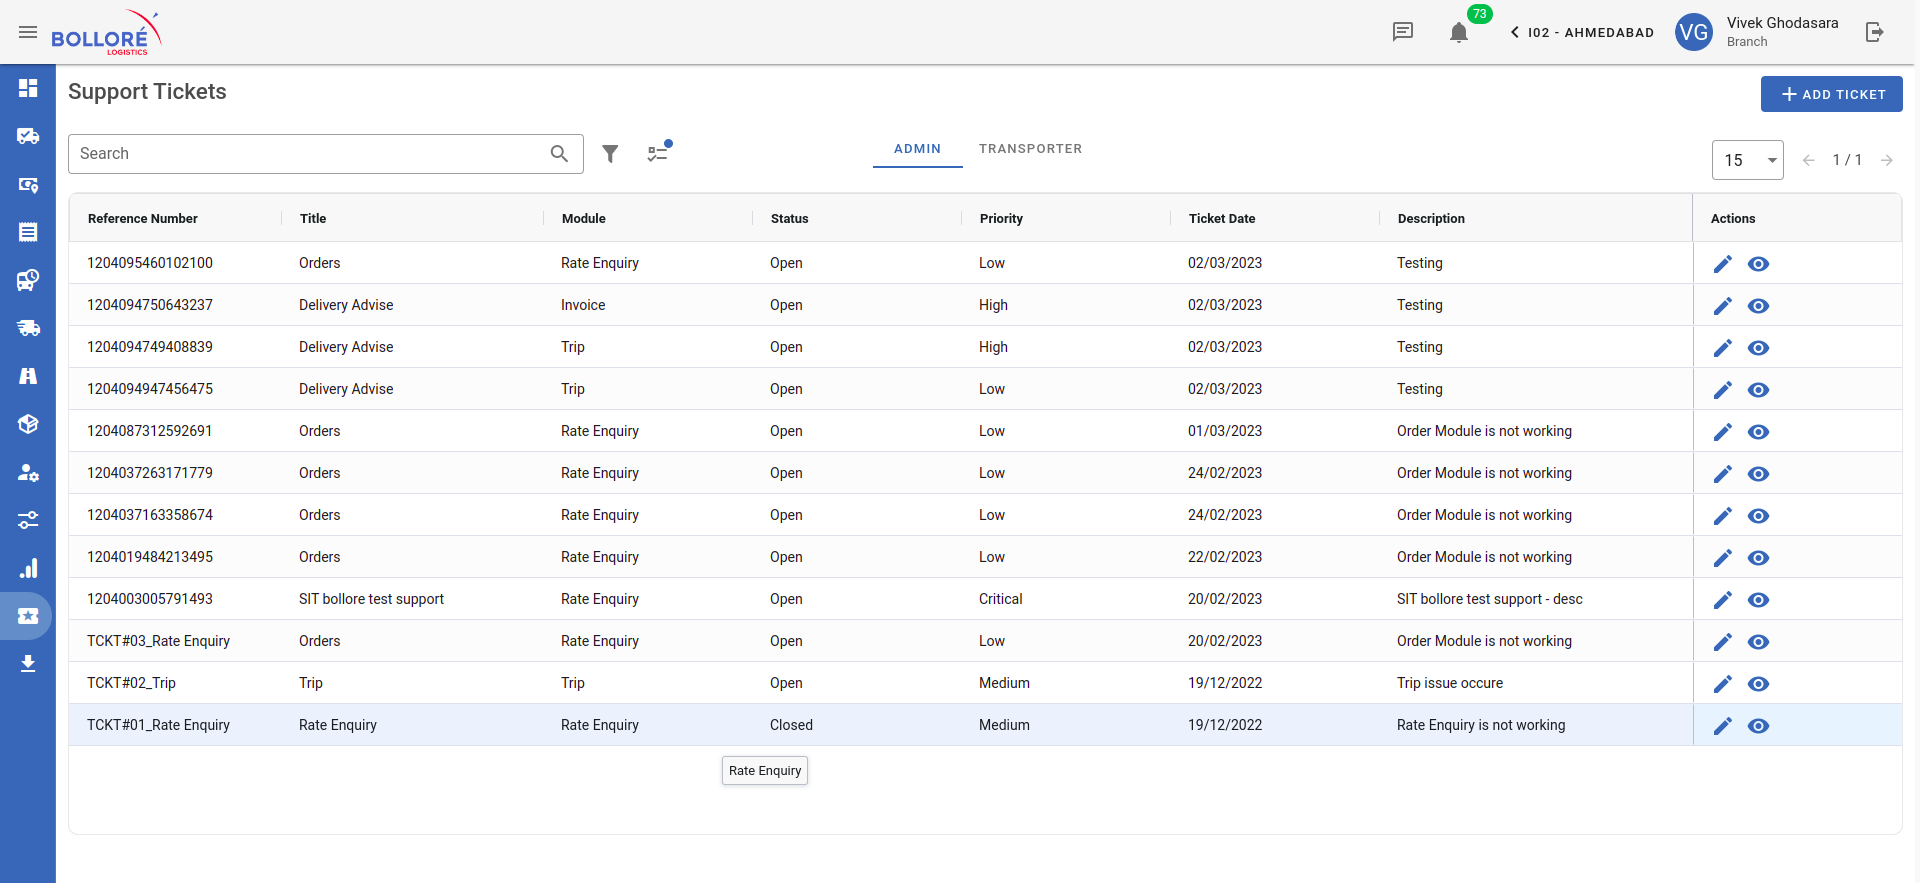 BOLLORÉ
LOGISTICS
73
I02 - AHMEDABAD
VG
Vivek Ghodasara
Branch
Support Tickets
ADD TICKET
Search
ADMIN
TRANSPORTER
15
1 / 1
Reference Number Title Module Status Priority Ticket Date Description Actions
1204095460102100 Orders Rate Enquiry Open Low 02/03/2023 Testing
1204094750643237 Delivery Advise Invoice Open High 02/03/2023 Testing
1204094749408839 Delivery Advise Trip Open High 02/03/2023 Testing
1204094947456475 Delivery Advise Trip Open Low 02/03/2023 Testing
1204087312592691 Orders Rate Enquiry Open Low 01/03/2023 Order Module is not working
1204037263171779 Orders Rate Enquiry Open Low 24/02/2023 Order Module is not working
1204037163358674 Orders Rate Enquiry Open Low 24/02/2023 Order Module is not working
1204019484213495 Orders Rate Enquiry Open Low 22/02/2023 Order Module is not working
1204003005791493 SIT bollore test support Rate Enquiry Open Critical 20/02/2023 SIT bollore test support - desc
TCKT#03_Rate Enquiry Orders Rate Enquiry Open Low 20/02/2023 Order Module is not working
TCKT#02_Trip Trip Trip Open Medium 19/12/2022 Trip issue occure
TCKT#01_Rate Enquiry Rate Enquiry Rate Enquiry Closed Medium 19/12/2022 Rate Enquiry is not working
Rate Enquiry